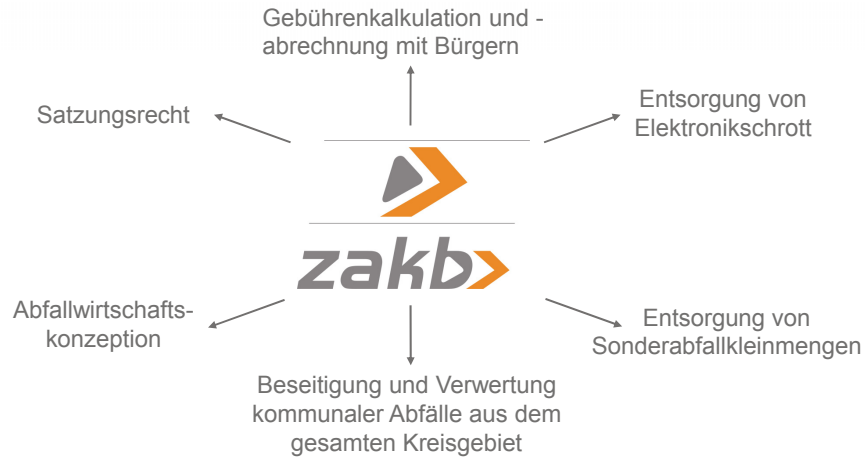 Gebührenkalkulation und -
abrechnung mit Bürgern
Satzungsrecht
Entsorgung von
Elektronikschrott
zakb
Abfallwirtschafts-
konzeption
Entsorgung von
Sonderabfallkleinmengen
Beseitigung und Verwertung
kommunaler Abfälle aus dem
gesamten Kreisgebiet